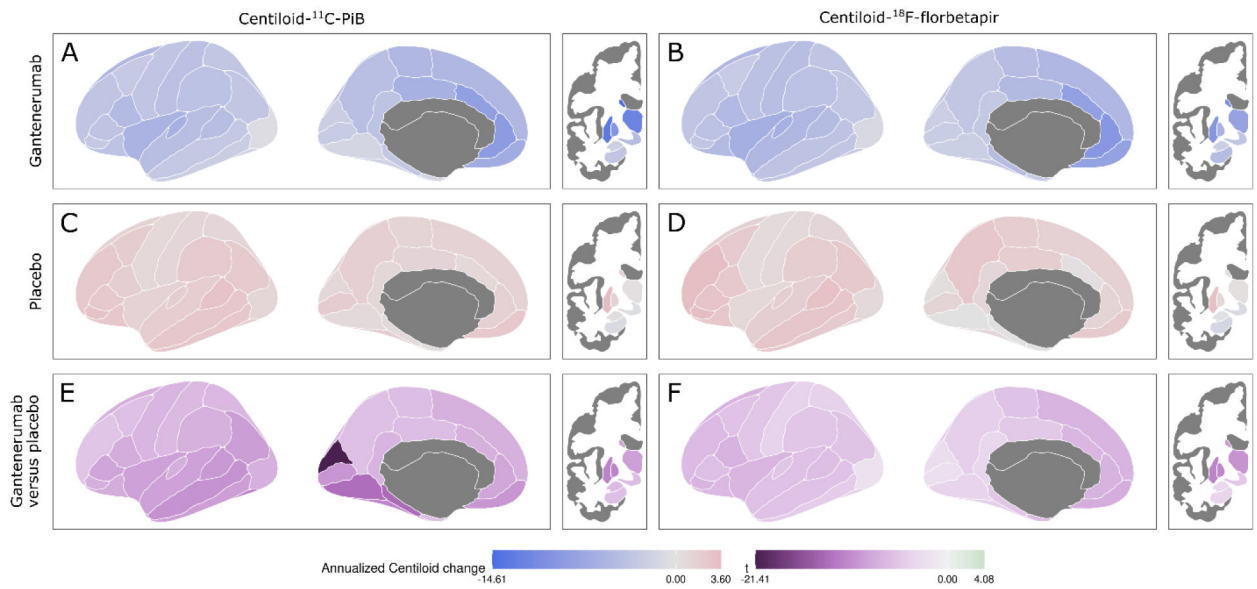 Centiloid-¹¹C-PiB
Centiloid-¹⁸F-florbetapir
Gantenerumab
A
B
Placebo
C
D
Gantenerumab
versus placebo
E
F
Annualized Centiloid change
-14.61
0.00
3.60
t
-21.41
0.00
4.08